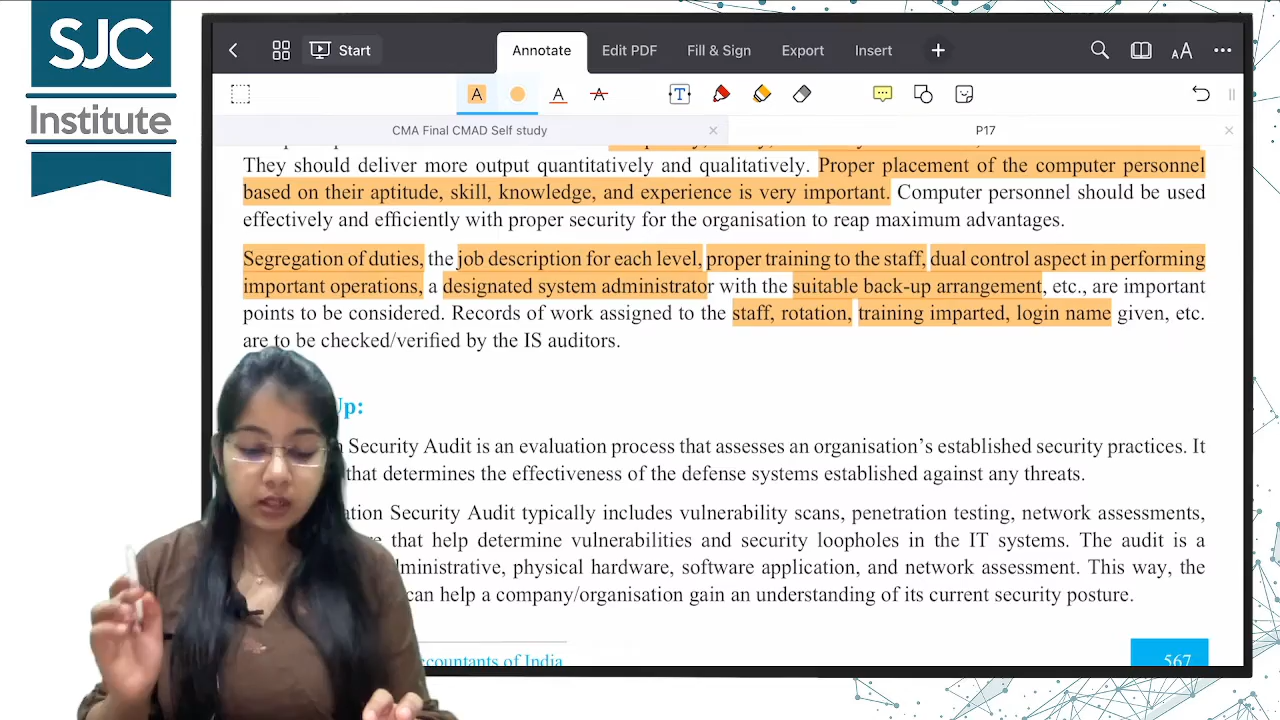 SJC
Institute
Start
Annotate
Edit PDF
Fill & Sign
Export
Insert
CMA Final CMAD Self study
P17
They should deliver more output quantitatively and qualitatively. Proper placement of the computer personnel
based on their aptitude, skill, knowledge, and experience is very important. Computer personnel should be used
effectively and efficiently with proper security for the organisation to reap maximum advantages.
Segregation of duties, the job description for each level, proper training to the staff, dual control aspect in performing
important operations, a designated system administrator with the suitable back-up arrangement, etc., are important
points to be considered. Records of work assigned to the staff, rotation, training imparted, login name given, etc.
are to be checked/verified by the IS auditors.
Up:
Security Audit is an evaluation process that assesses an organisation’s established security practices. It
that determines the effectiveness of the defense systems established against any threats.
Security Audit typically includes vulnerability scans, penetration testing, network assessments,
that help determine vulnerabilities and security loopholes in the IT systems. The audit is a
physical hardware, software application, and network assessment. This way, the
can help a company/organisation gain an understanding of its current security posture.
of India
567